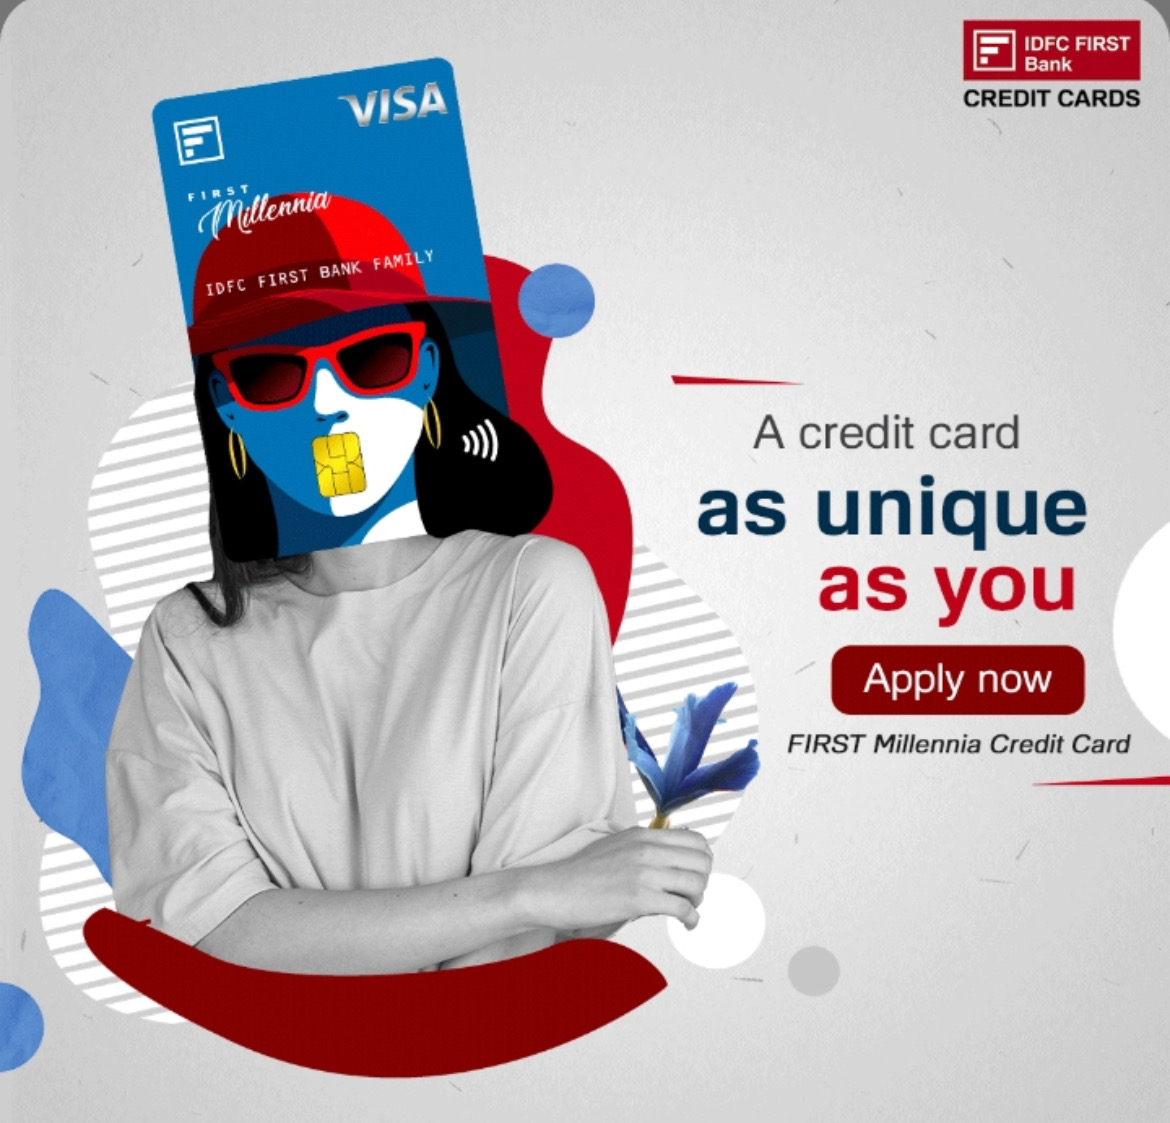 IDFC FIRST
Bank
CREDIT CARDS
VISA
FIRST
Millennia
IDFC FIRST BANK FAMILY
A credit card
as unique
as you
Apply now
FIRST Millennia Credit Card